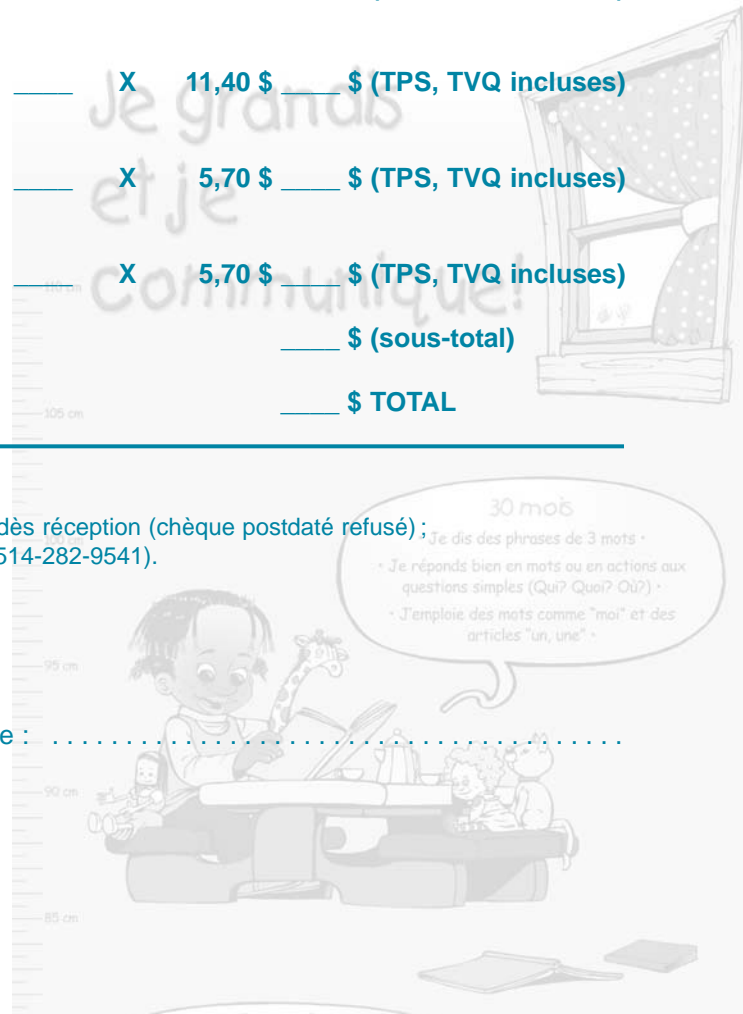 ____ X 11,40 $ ____ $ (TPS, TVQ incluses)
Je grandis
____ X 5,70 $ ____ $ (TPS, TVQ incluses)
et je
____ X 5,70 $ ____ $ (TPS, TVQ incluses)
110 cm
communique!
____ $ (sous-total)
____ $ TOTAL
105 cm
30 mois
dès réception (chèque postdaté refusé) ;
Je dis des phrases de 3 mots •
100 cm
514-282-9541).
• Je réponds bien en mots ou en actions aux
questions simples (Qui? Quoi? Où?) •
• J'emploie des mots comme "moi" et des
articles "un, une" •
95 cm
e : . . . . . . . . . . . . . . . . . . . . . . . . . . . . . . . . . . . . . . .
90 cm
85 cm